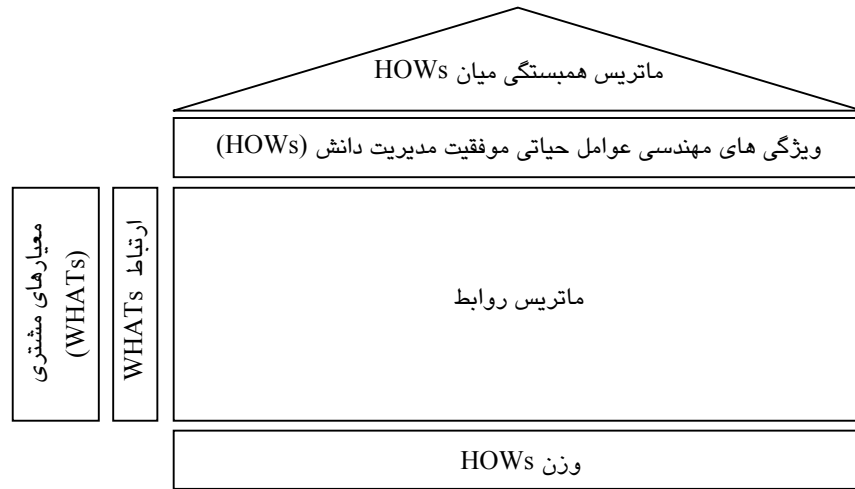 ماتریس همبستگی میان HOWs
ویژگی های مهندسی عوامل حیاتی موفقیت مدیریت دانش (HOWs)
معیارهای مشتری
(WHATs)
ارتباط WHATs
ماتریس روابط
وزن HOWs